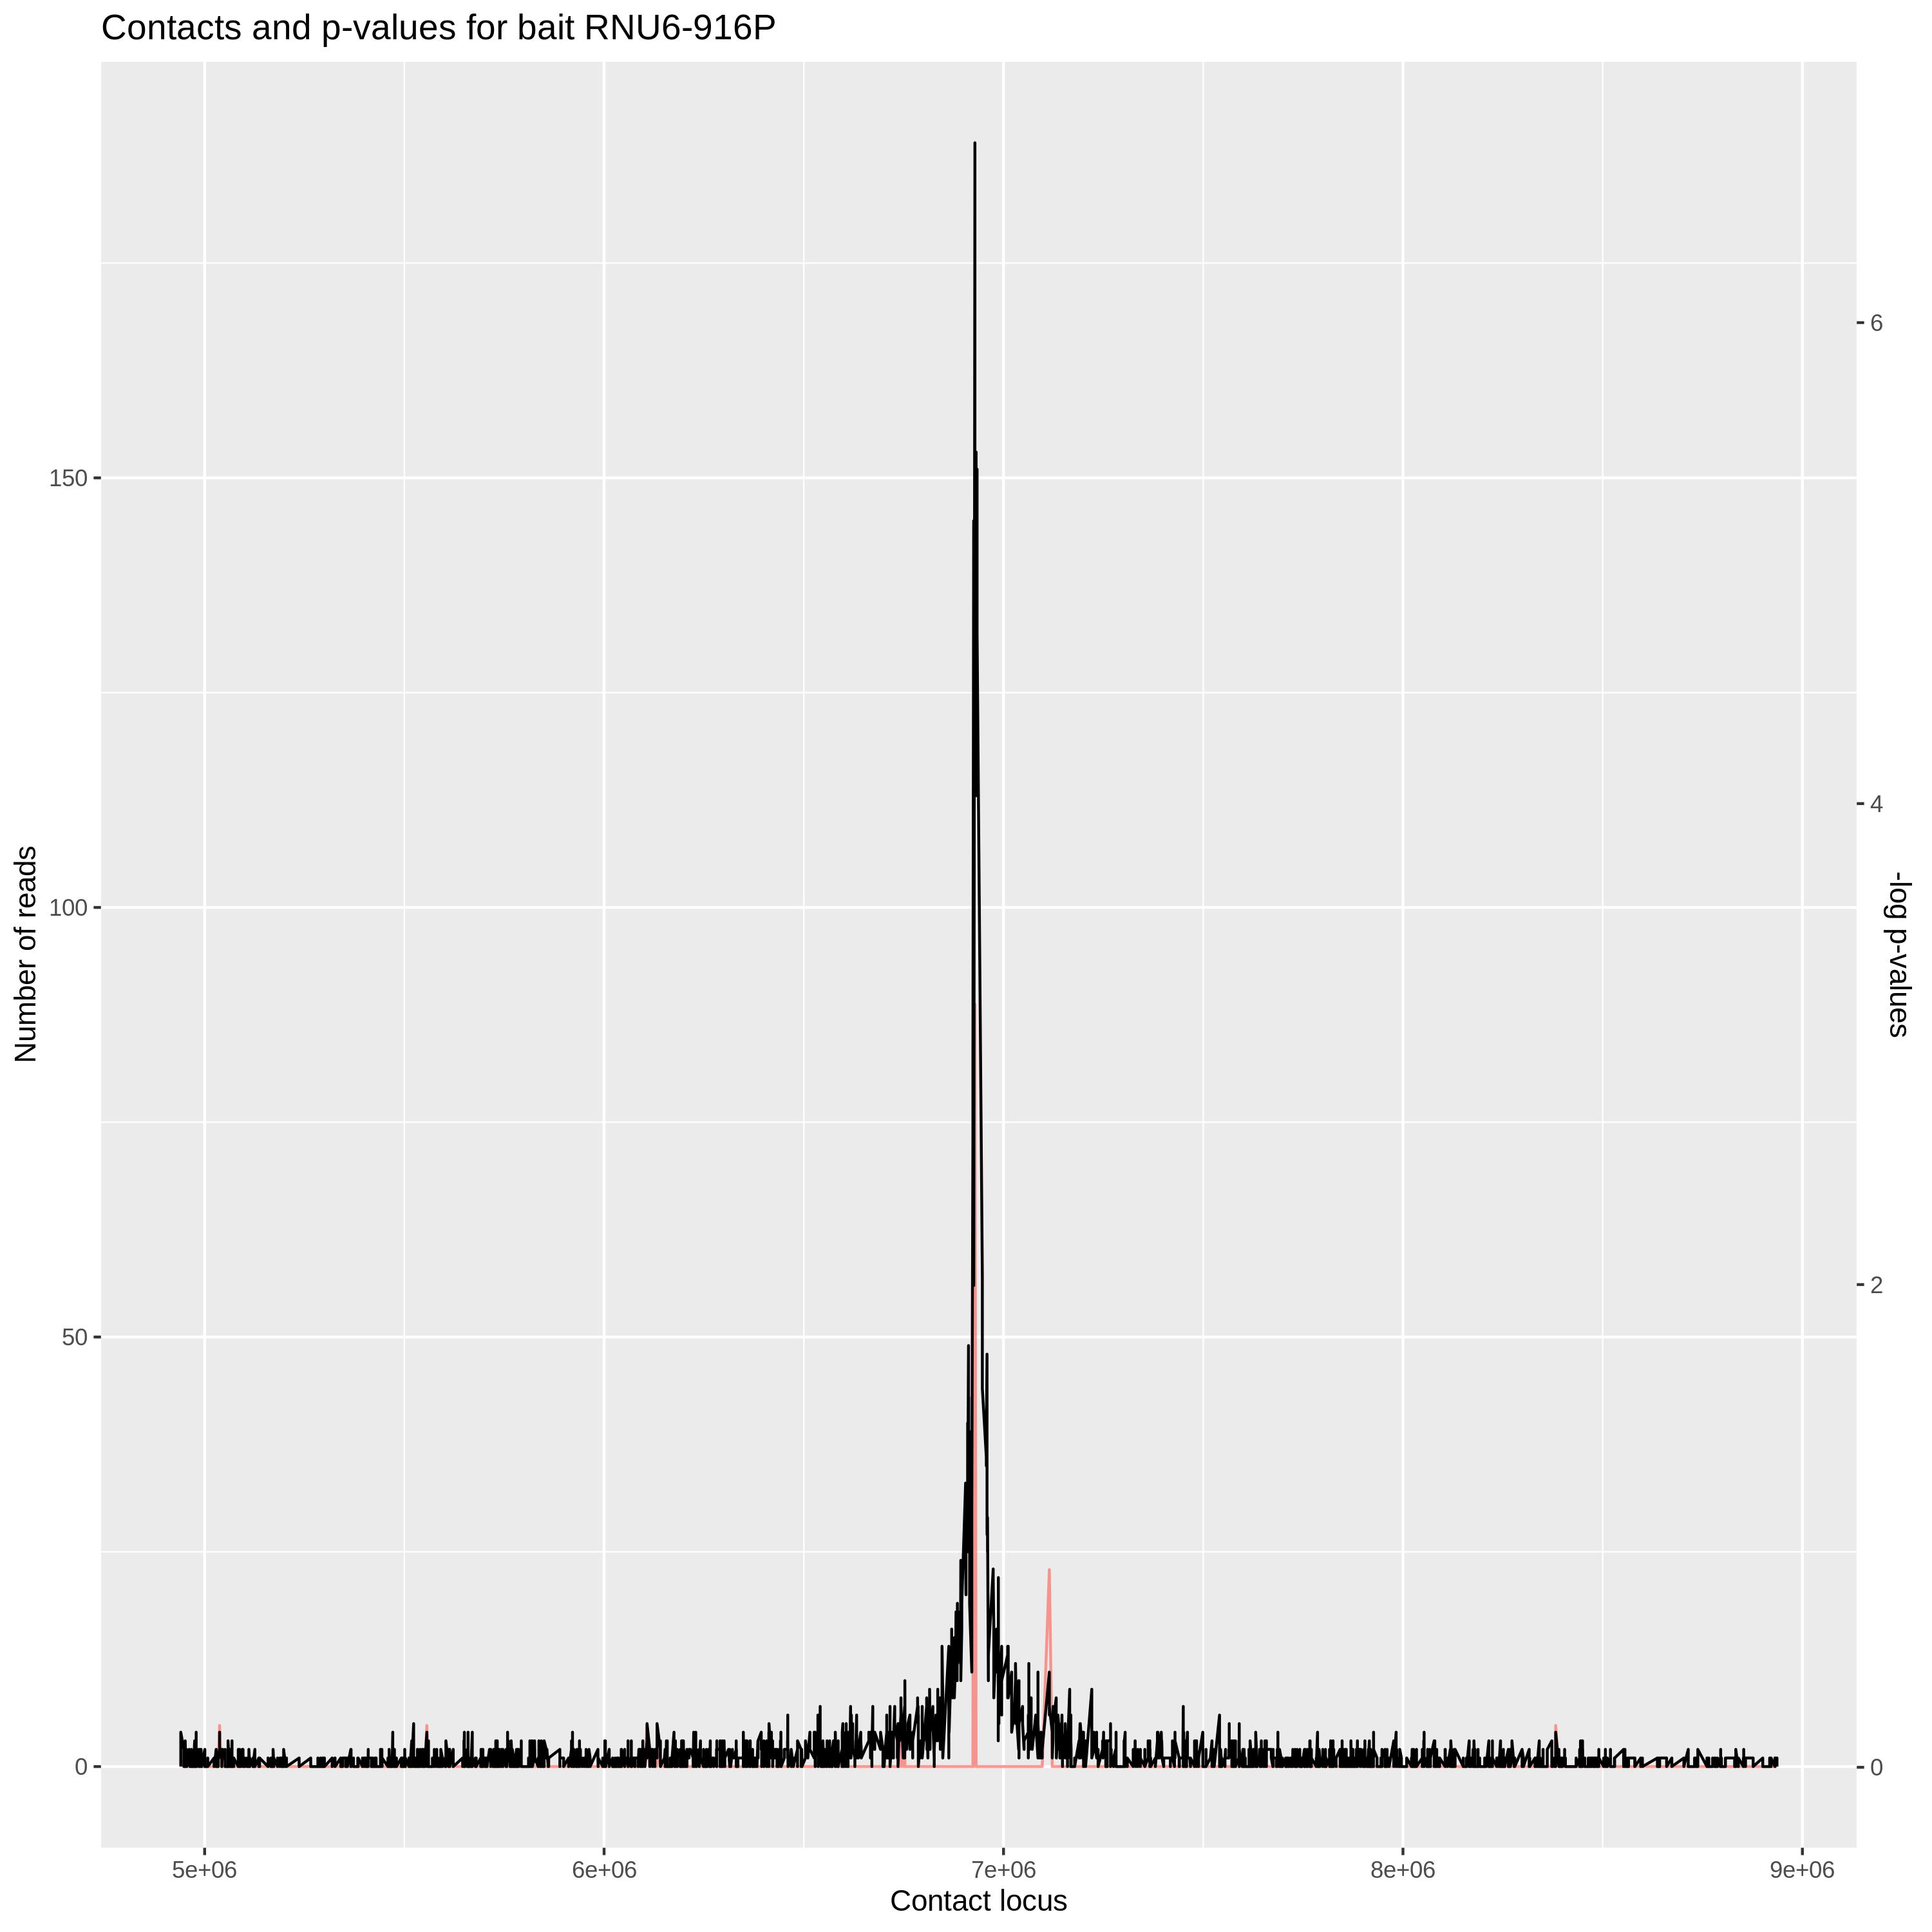 Contacts and p-values for bait RNU6-916P
150
100
50
0
Number of reads
6
4
2
0
-log p-values
5e+06
6e+06
7e+06
8e+06
9e+06
Contact locus